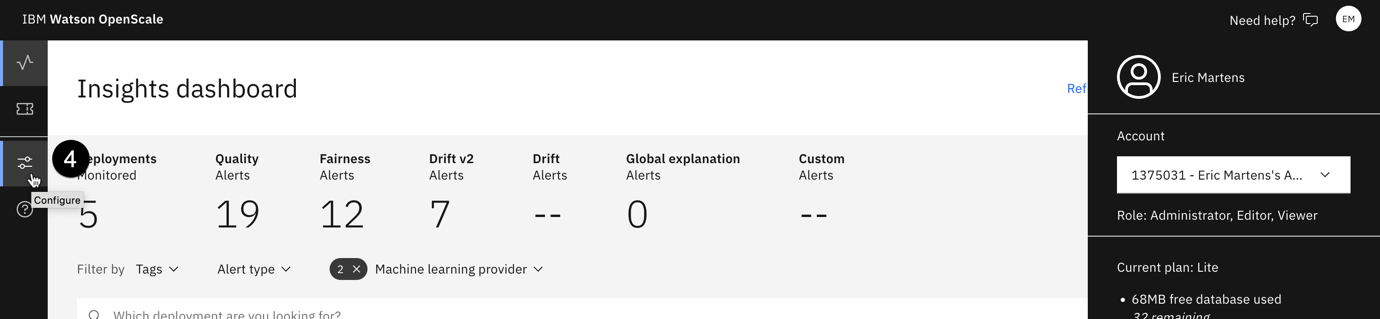 IBM Watson OpenScale
Need help?
EM
Insights dashboard
Ref
Eric Martens
Account
1375031 - Eric Martens's A...
Role: Administrator, Editor, Viewer
Current plan: Lite
• 68MB free database used
32 remaining
4
eployments
Monitored
5
Quality
Alerts
19
Fairness
Alerts
12
Drift v2
Alerts
7
Drift
Alerts
--
Global explanation
Alerts
0
Custom
Alerts
--
Configure
Filter by Tags Alert type 2 × Machine learning provider
Which deployment are you looking for?